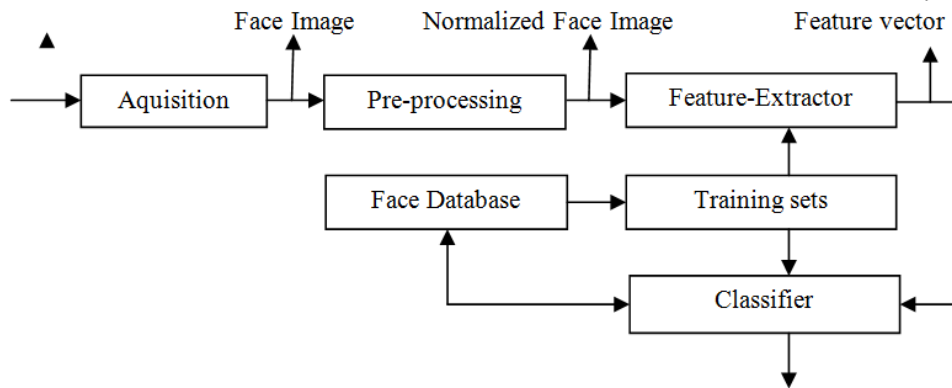 Face Image
Normalized Face Image
Feature vector
Aquisition
Pre-processing
Feature-Extractor
Face Database
Training sets
Classifier